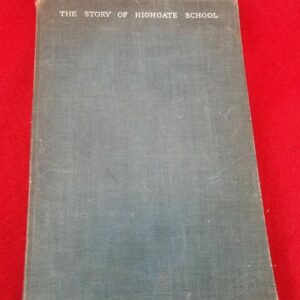 THE STORY OF HIGHGATE SCHOOL